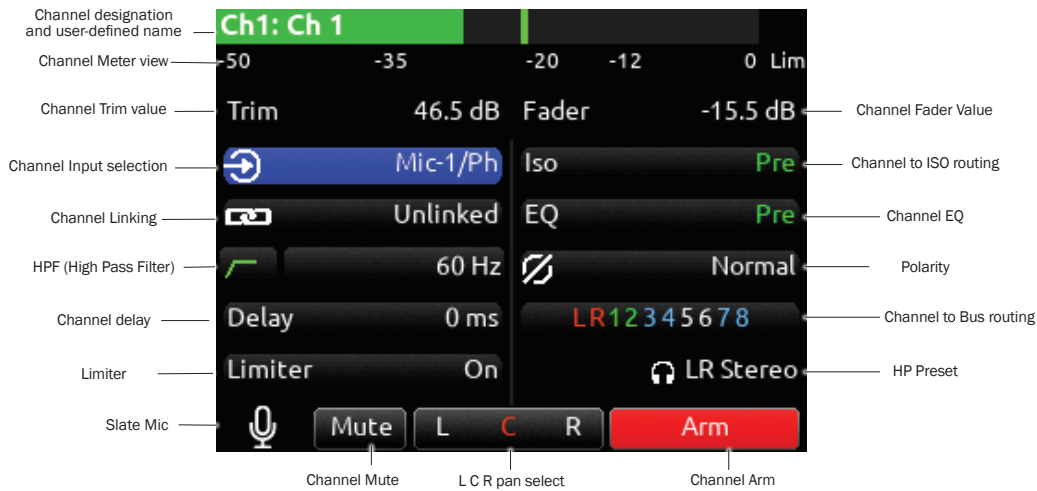 Channel designation
and user-defined name
Ch1: Ch 1
Channel Meter view
-50 -35 -20 -12 0 Lim
Channel Trim value
Trim 46.5 dB
Fader -15.5 dB
Channel Fader Value
Channel Input selection
Mic-1/Ph
Iso Pre
Channel to ISO routing
Channel Linking
Unlinked
EQ Pre
Channel EQ
HPF (High Pass Filter)
60 Hz
Normal
Polarity
Channel delay
Delay 0 ms
LR12345678
Channel to Bus routing
Limiter
Limiter On
LR Stereo
HP Preset
Slate Mic
Mute
L C R
Arm
Channel Mute
L C R pan select
Channel Arm